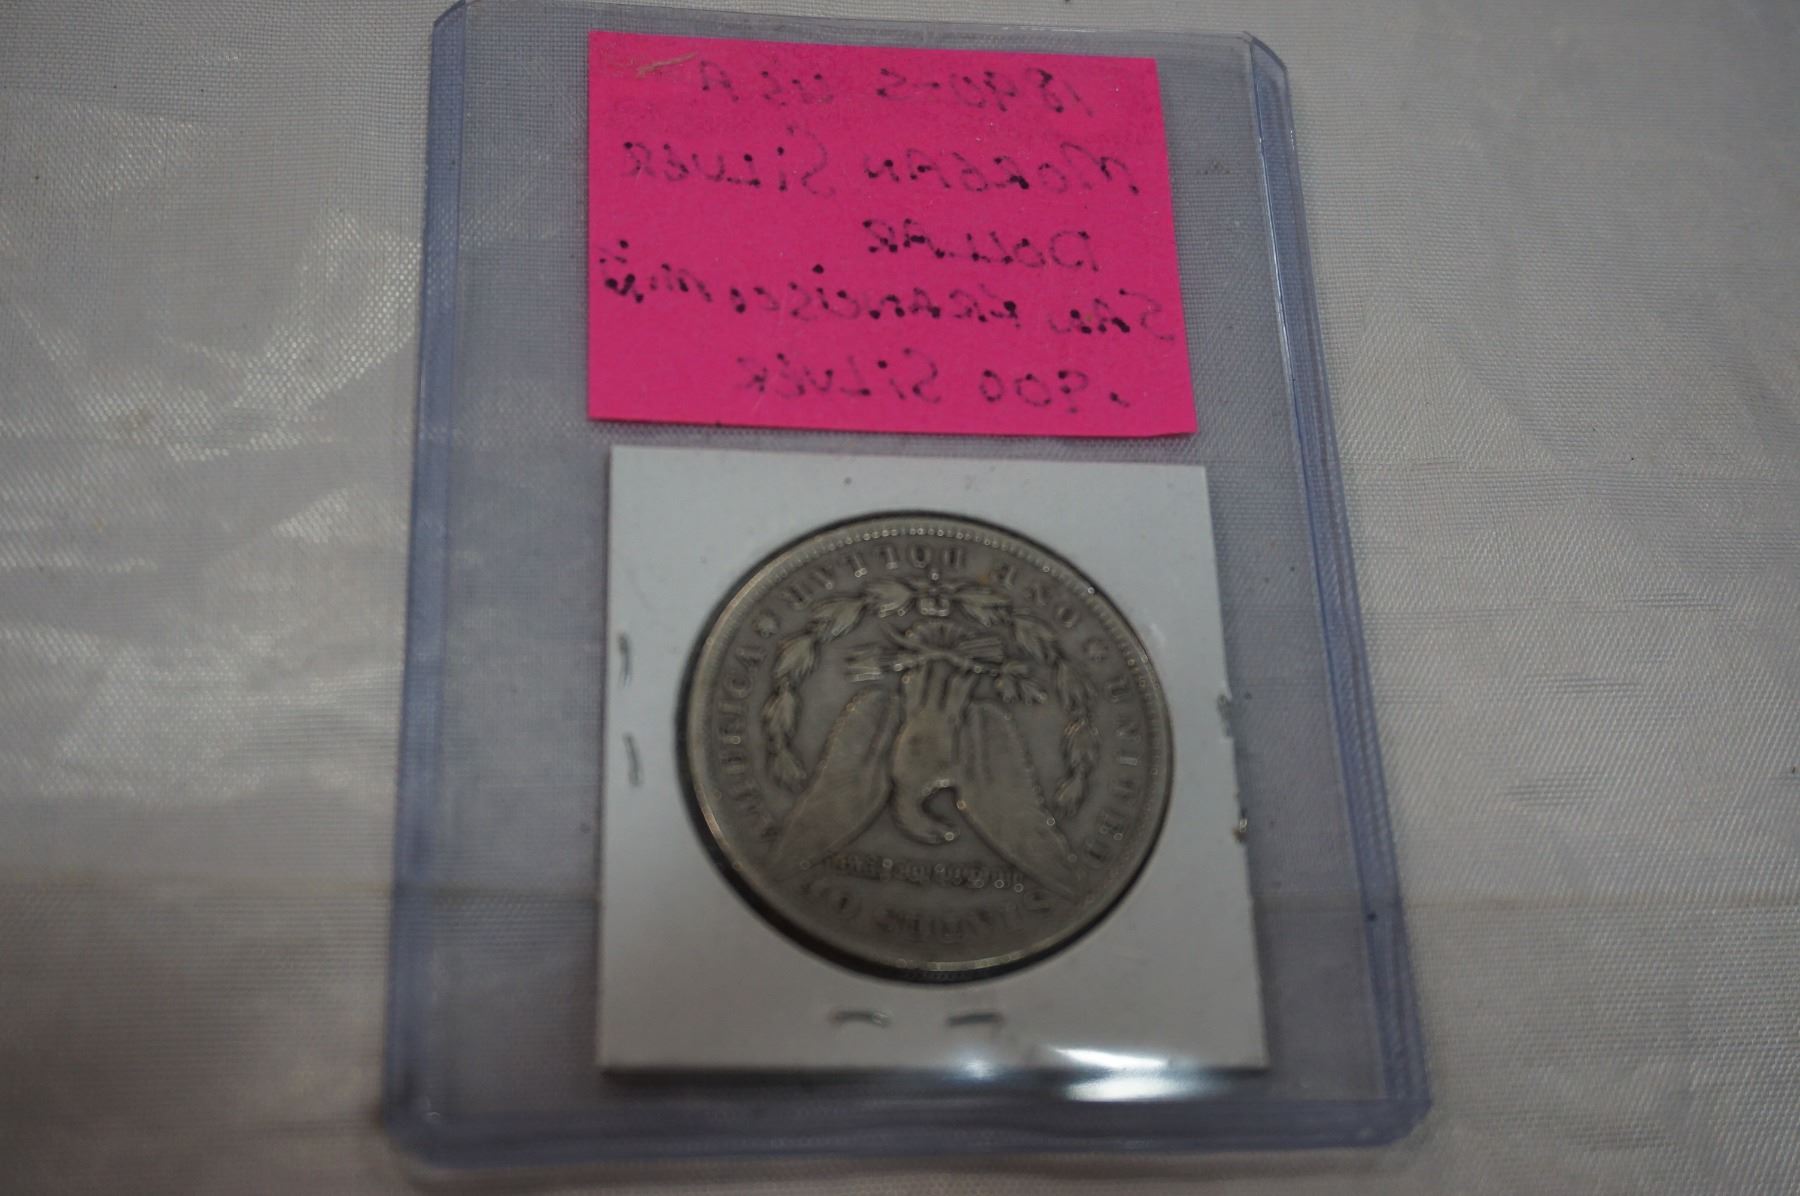 1890-S USA
MORGAN SILVER
DOLLAR
SAN FRANCISCO MINT
.900 SILVER
UNITED STATES OF AMERICA
ONE DOLLAR